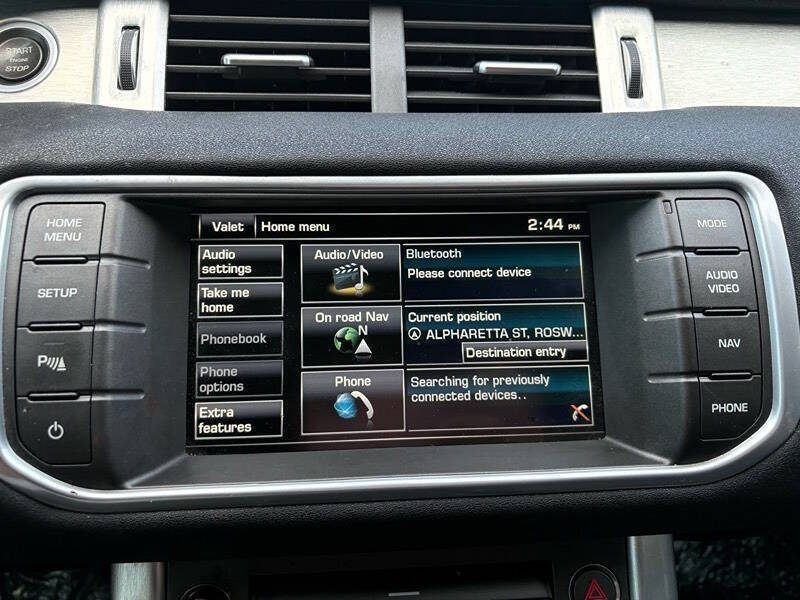 START
ENGINE
STOP
HOME
MENU
SETUP
P
Valet
Home menu
2:44 PM
Audio
settings
Take me
home
Phonebook
Phone
options
Extra
features
Audio/Video
On road Nav
N
Phone
Bluetooth
Please connect device
Current position
ALPHARETTA ST, ROSW...
Destination entry
Searching for previously
connected devices..
MODE
AUDIO
VIDEO
NAV
PHONE